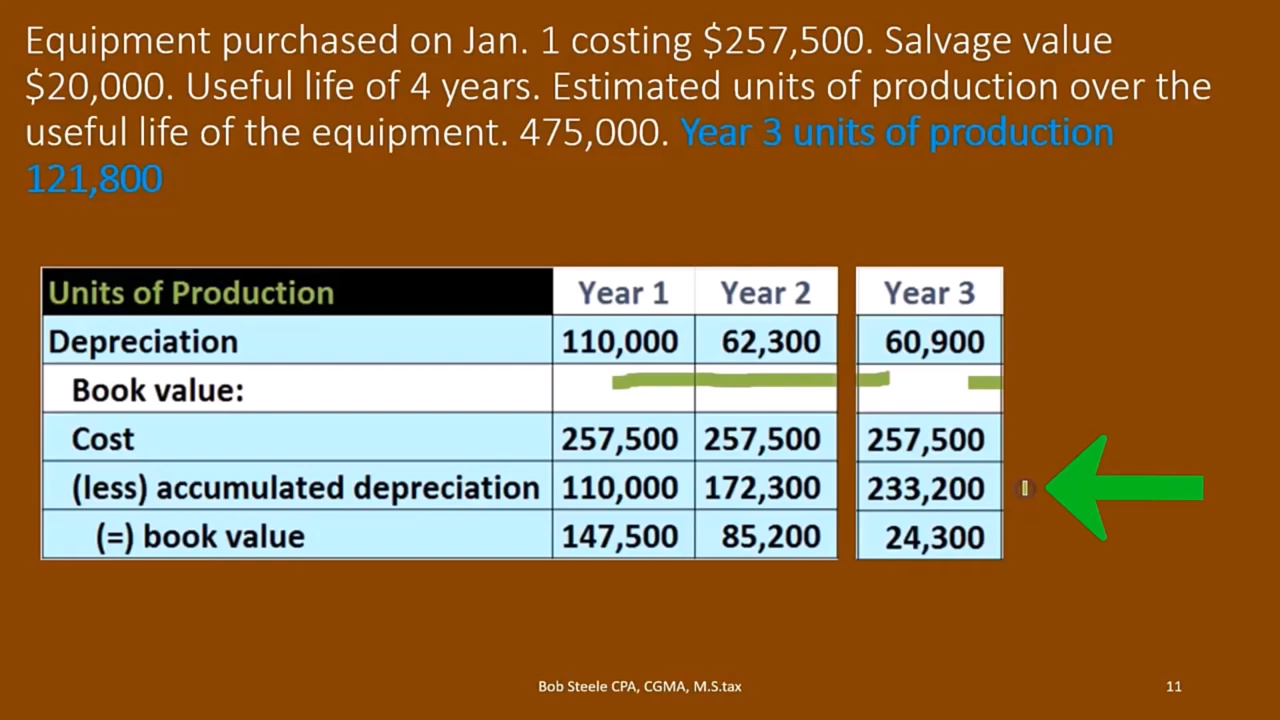 Equipment purchased on Jan. 1 costing $257,500. Salvage value
$20,000. Useful life of 4 years. Estimated units of production over the
useful life of the equipment. 475,000. Year 3 units of production
121,800
Units of Production Year 1 Year 2 Year 3
Depreciation 110,000 62,300 60,900
Book value:
Cost 257,500 257,500 257,500
(less) accumulated depreciation 110,000 172,300 233,200
(=) book value 147,500 85,200 24,300
Bob Steele CPA, CGMA, M.S.tax 11